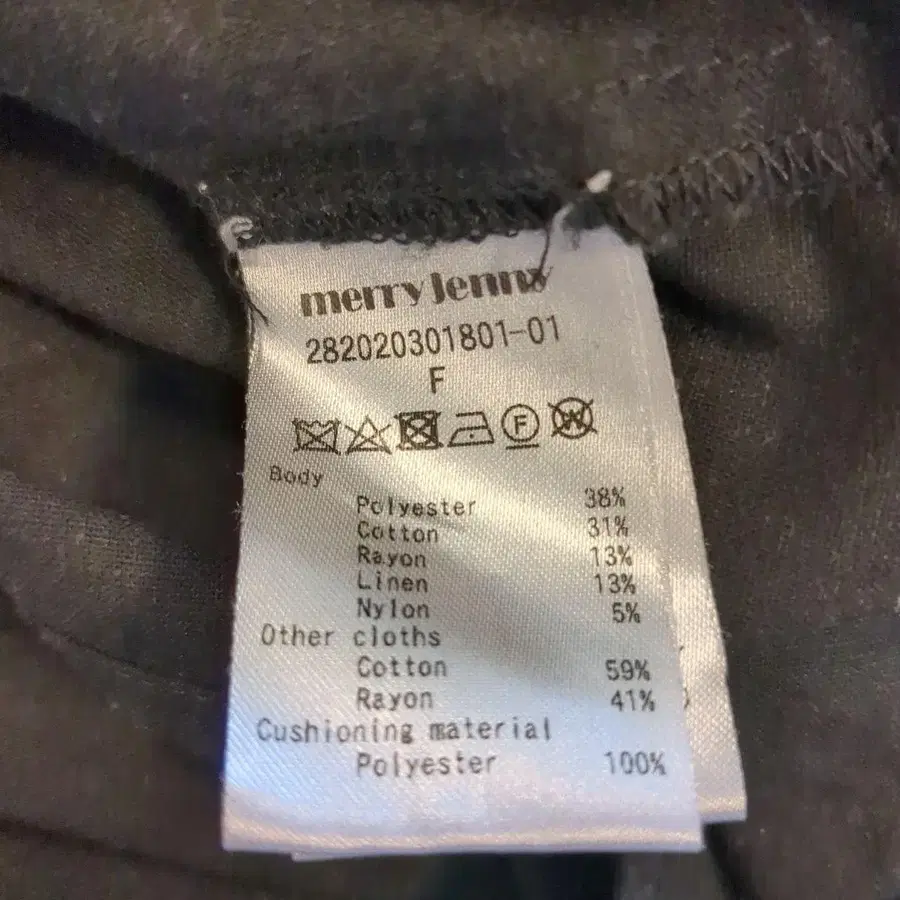 merry jenny
282020301801-01
F
F W
Body
Polyester 38%
Cotton 31%
Rayon 13%
Linen 13%
Nylon 5%
Other cloths
Cotton 59%
Rayon 41%
Cushioning material
Polyester 100%